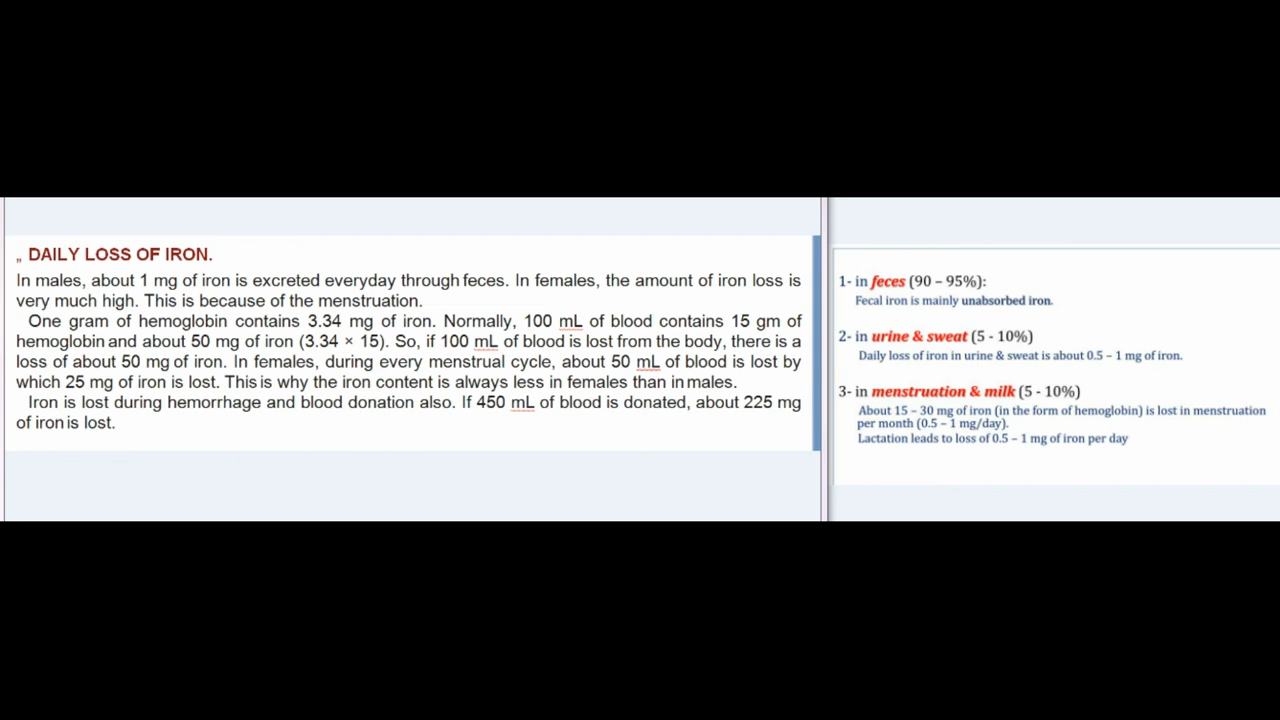 „ DAILY LOSS OF IRON.
In males, about 1 mg of iron is excreted everyday through feces. In females, the amount of iron loss is
very much high. This is because of the menstruation.
One gram of hemoglobin contains 3.34 mg of iron. Normally, 100 mL of blood contains 15 gm of
hemoglobin and about 50 mg of iron (3.34 × 15). So, if 100 mL of blood is lost from the body, there is a
loss of about 50 mg of iron. In females, during every menstrual cycle, about 50 mL of blood is lost by
which 25 mg of iron is lost. This is why the iron content is always less in females than in males.
Iron is lost during hemorrhage and blood donation also. If 450 mL of blood is donated, about 225 mg
of iron is lost.
1- in feces (90 – 95%):
Fecal iron is mainly unabsorbed iron.
2- in urine & sweat (5 - 10%)
Daily loss of iron in urine & sweat is about 0.5 – 1 mg of iron.
3- in menstruation & milk (5 - 10%)
About 15 – 30 mg of iron (in the form of hemoglobin) is lost in menstruation
per month (0.5 – 1 mg/day).
Lactation leads to loss of 0.5 – 1 mg of iron per day